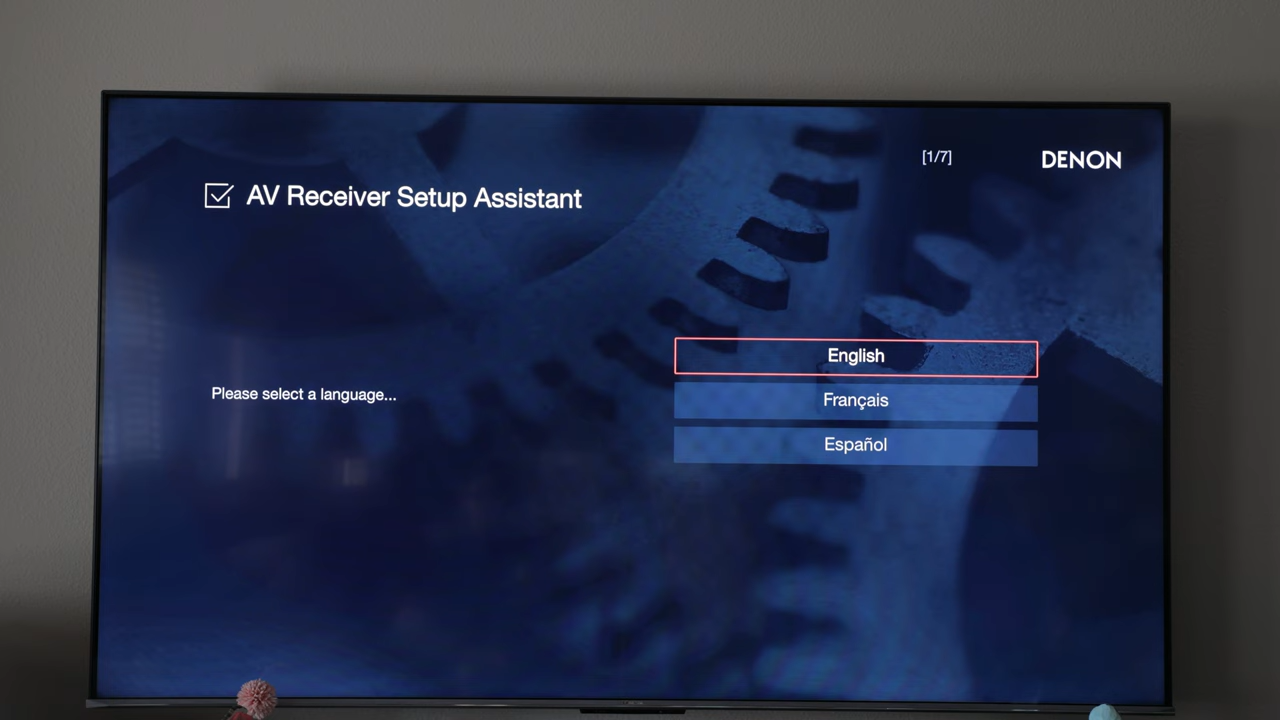 [1/7]
DENON
AV Receiver Setup Assistant
English
Please select a language...
Français
Español